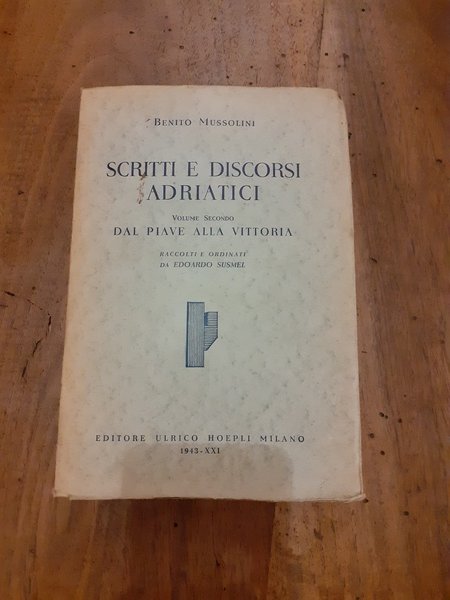 BENITO MUSSOLINI
SCRITTI E DISCORSI
ADRIATICI
VOLUME SECONDO
DAL PIAVE ALLA VITTORIA
RACCOLTI E ORDINATI
DA EDOARDO SUSMEL
EDITORE ULRICO HOEPLI MILANO
1943-XXI